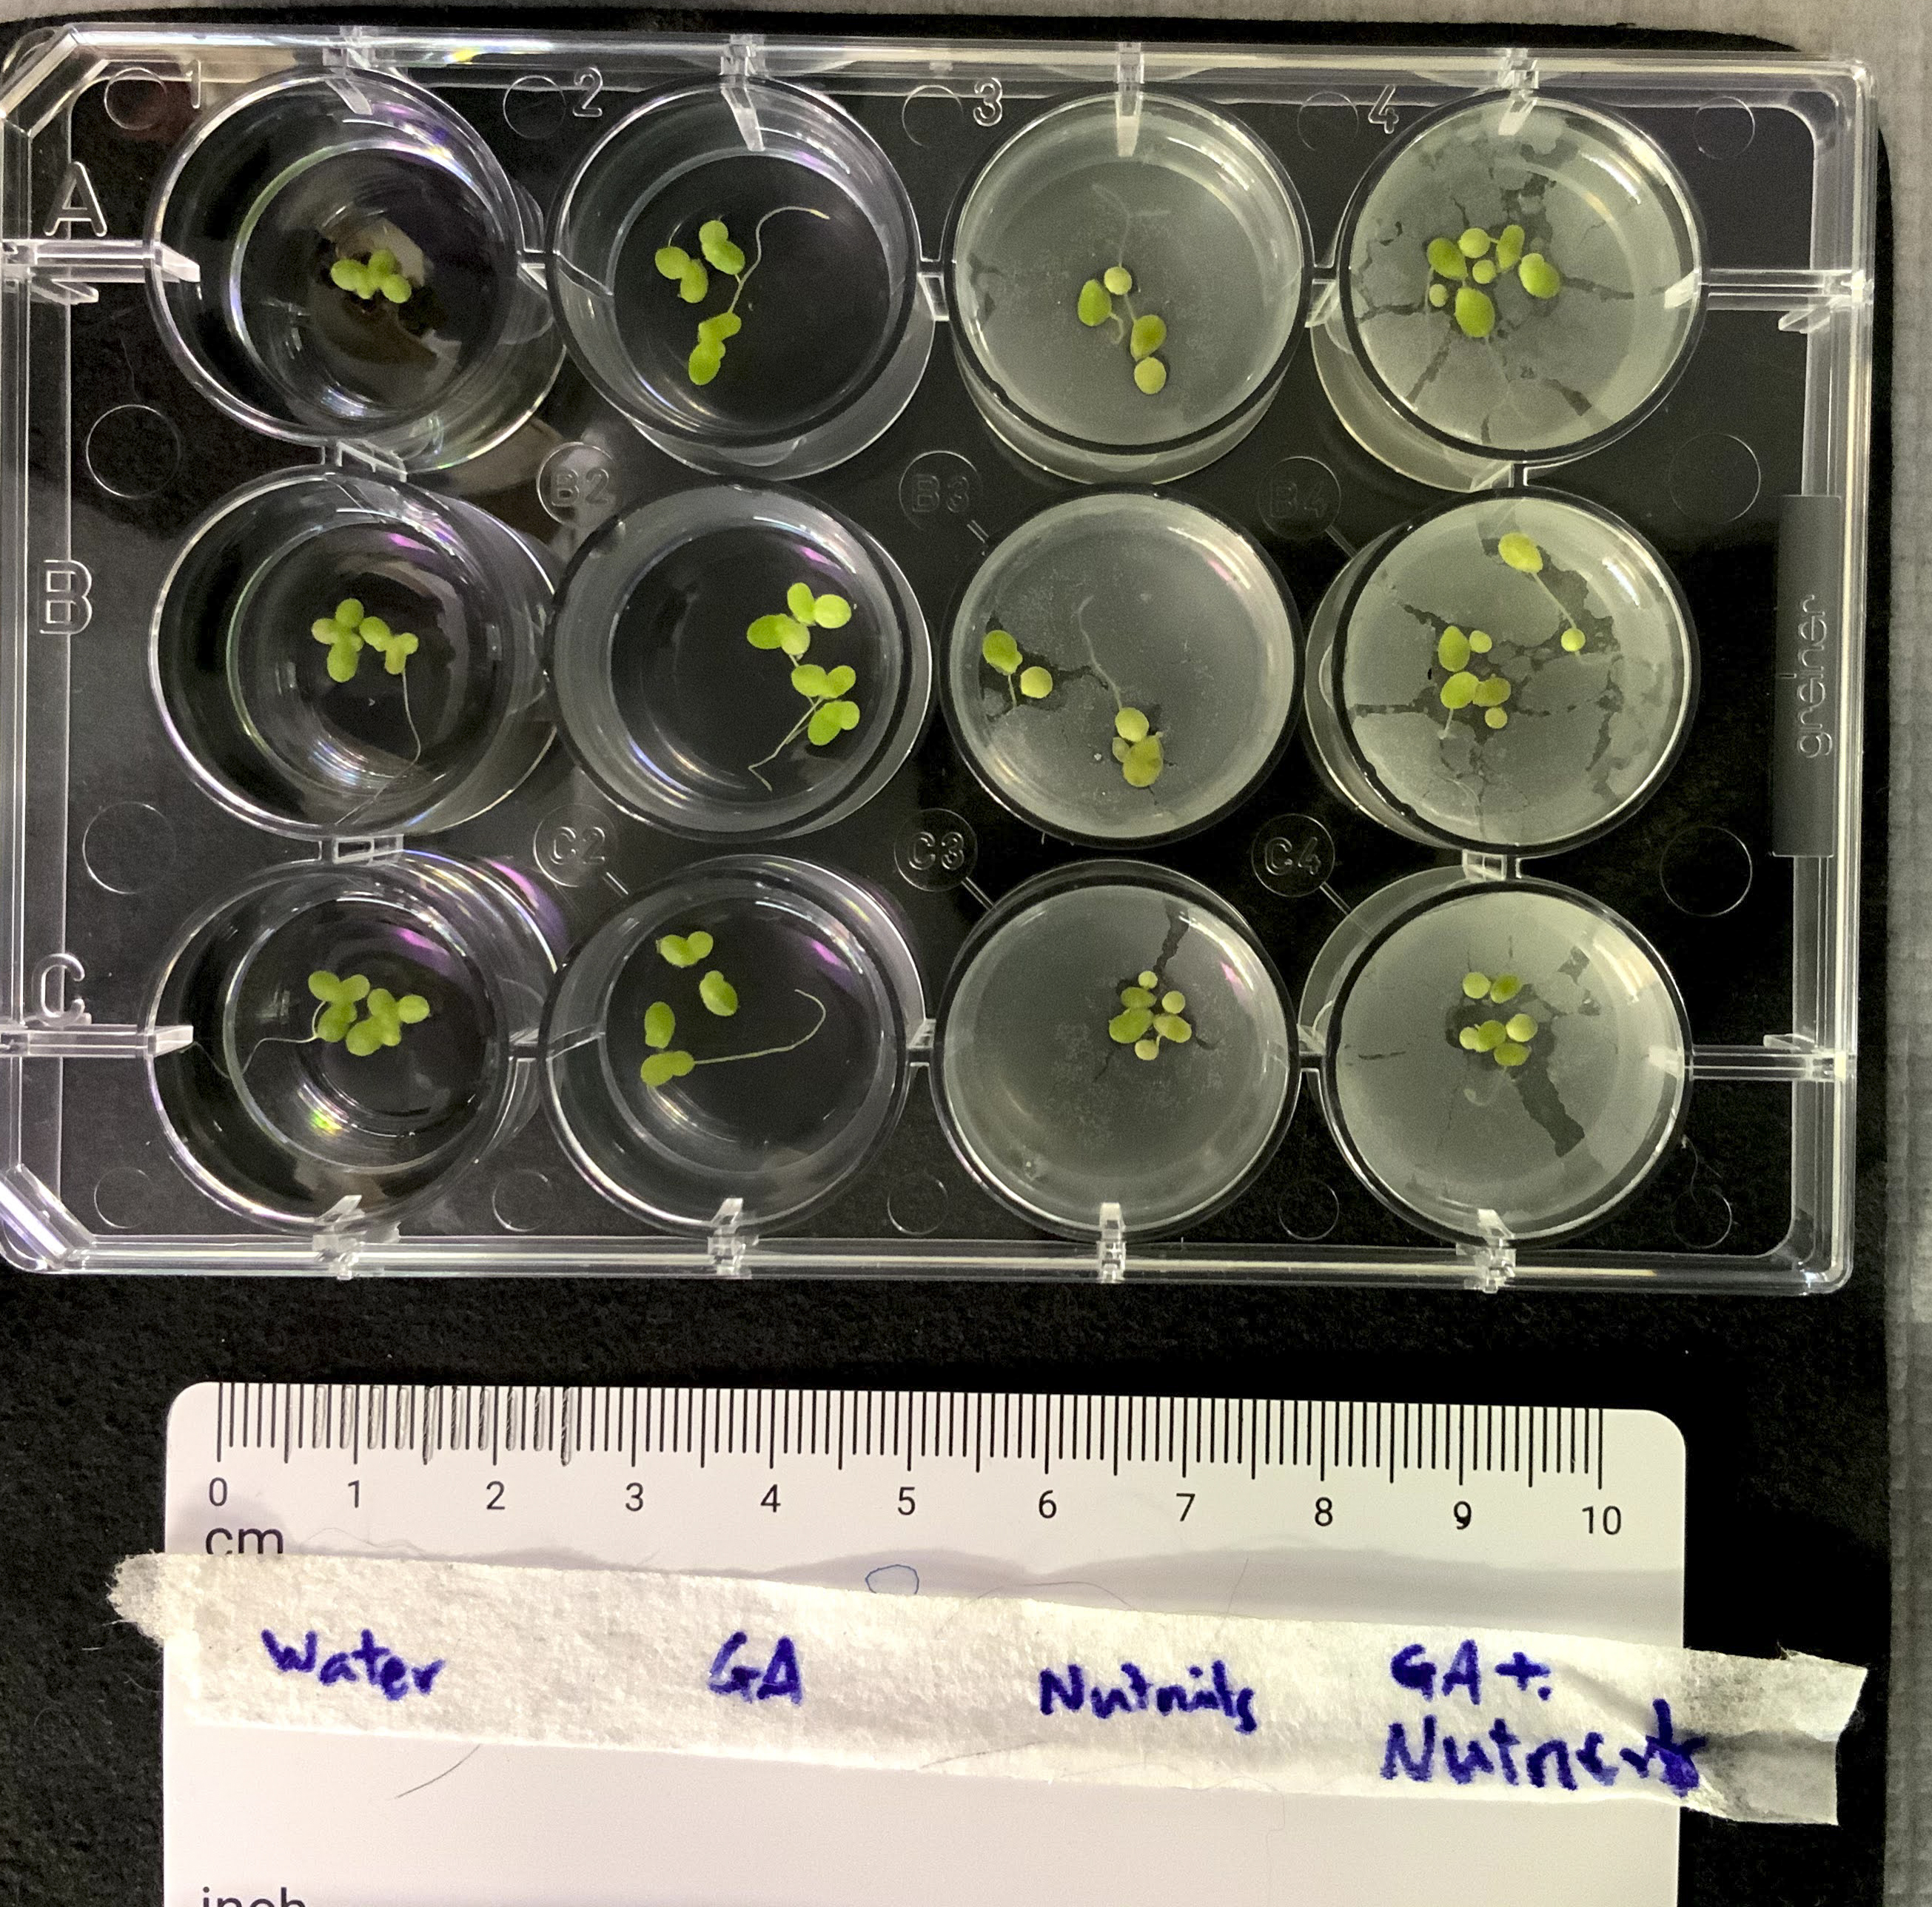 1 2 3 4
A
B2 B3 B4
B
greiner
C2 C3 C4
C
0 1 2 3 4 5 6 7 8 9 10
cm
Water GA Nutrients GA +
Nutrients
inch